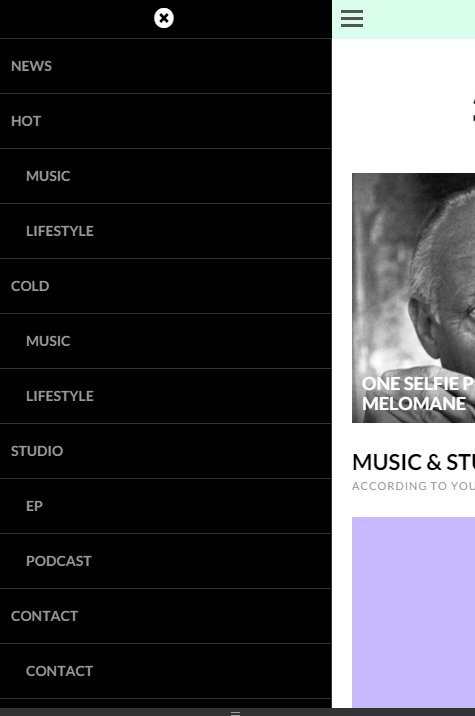 NEWS
HOT
MUSIC
LIFESTYLE
COLD
MUSIC
LIFESTYLE
STUDIO
EP
PODCAST
CONTACT
CONTACT
ONE SELFIE P
MELOMANE
MUSIC & STU
ACCORDING TO YOU